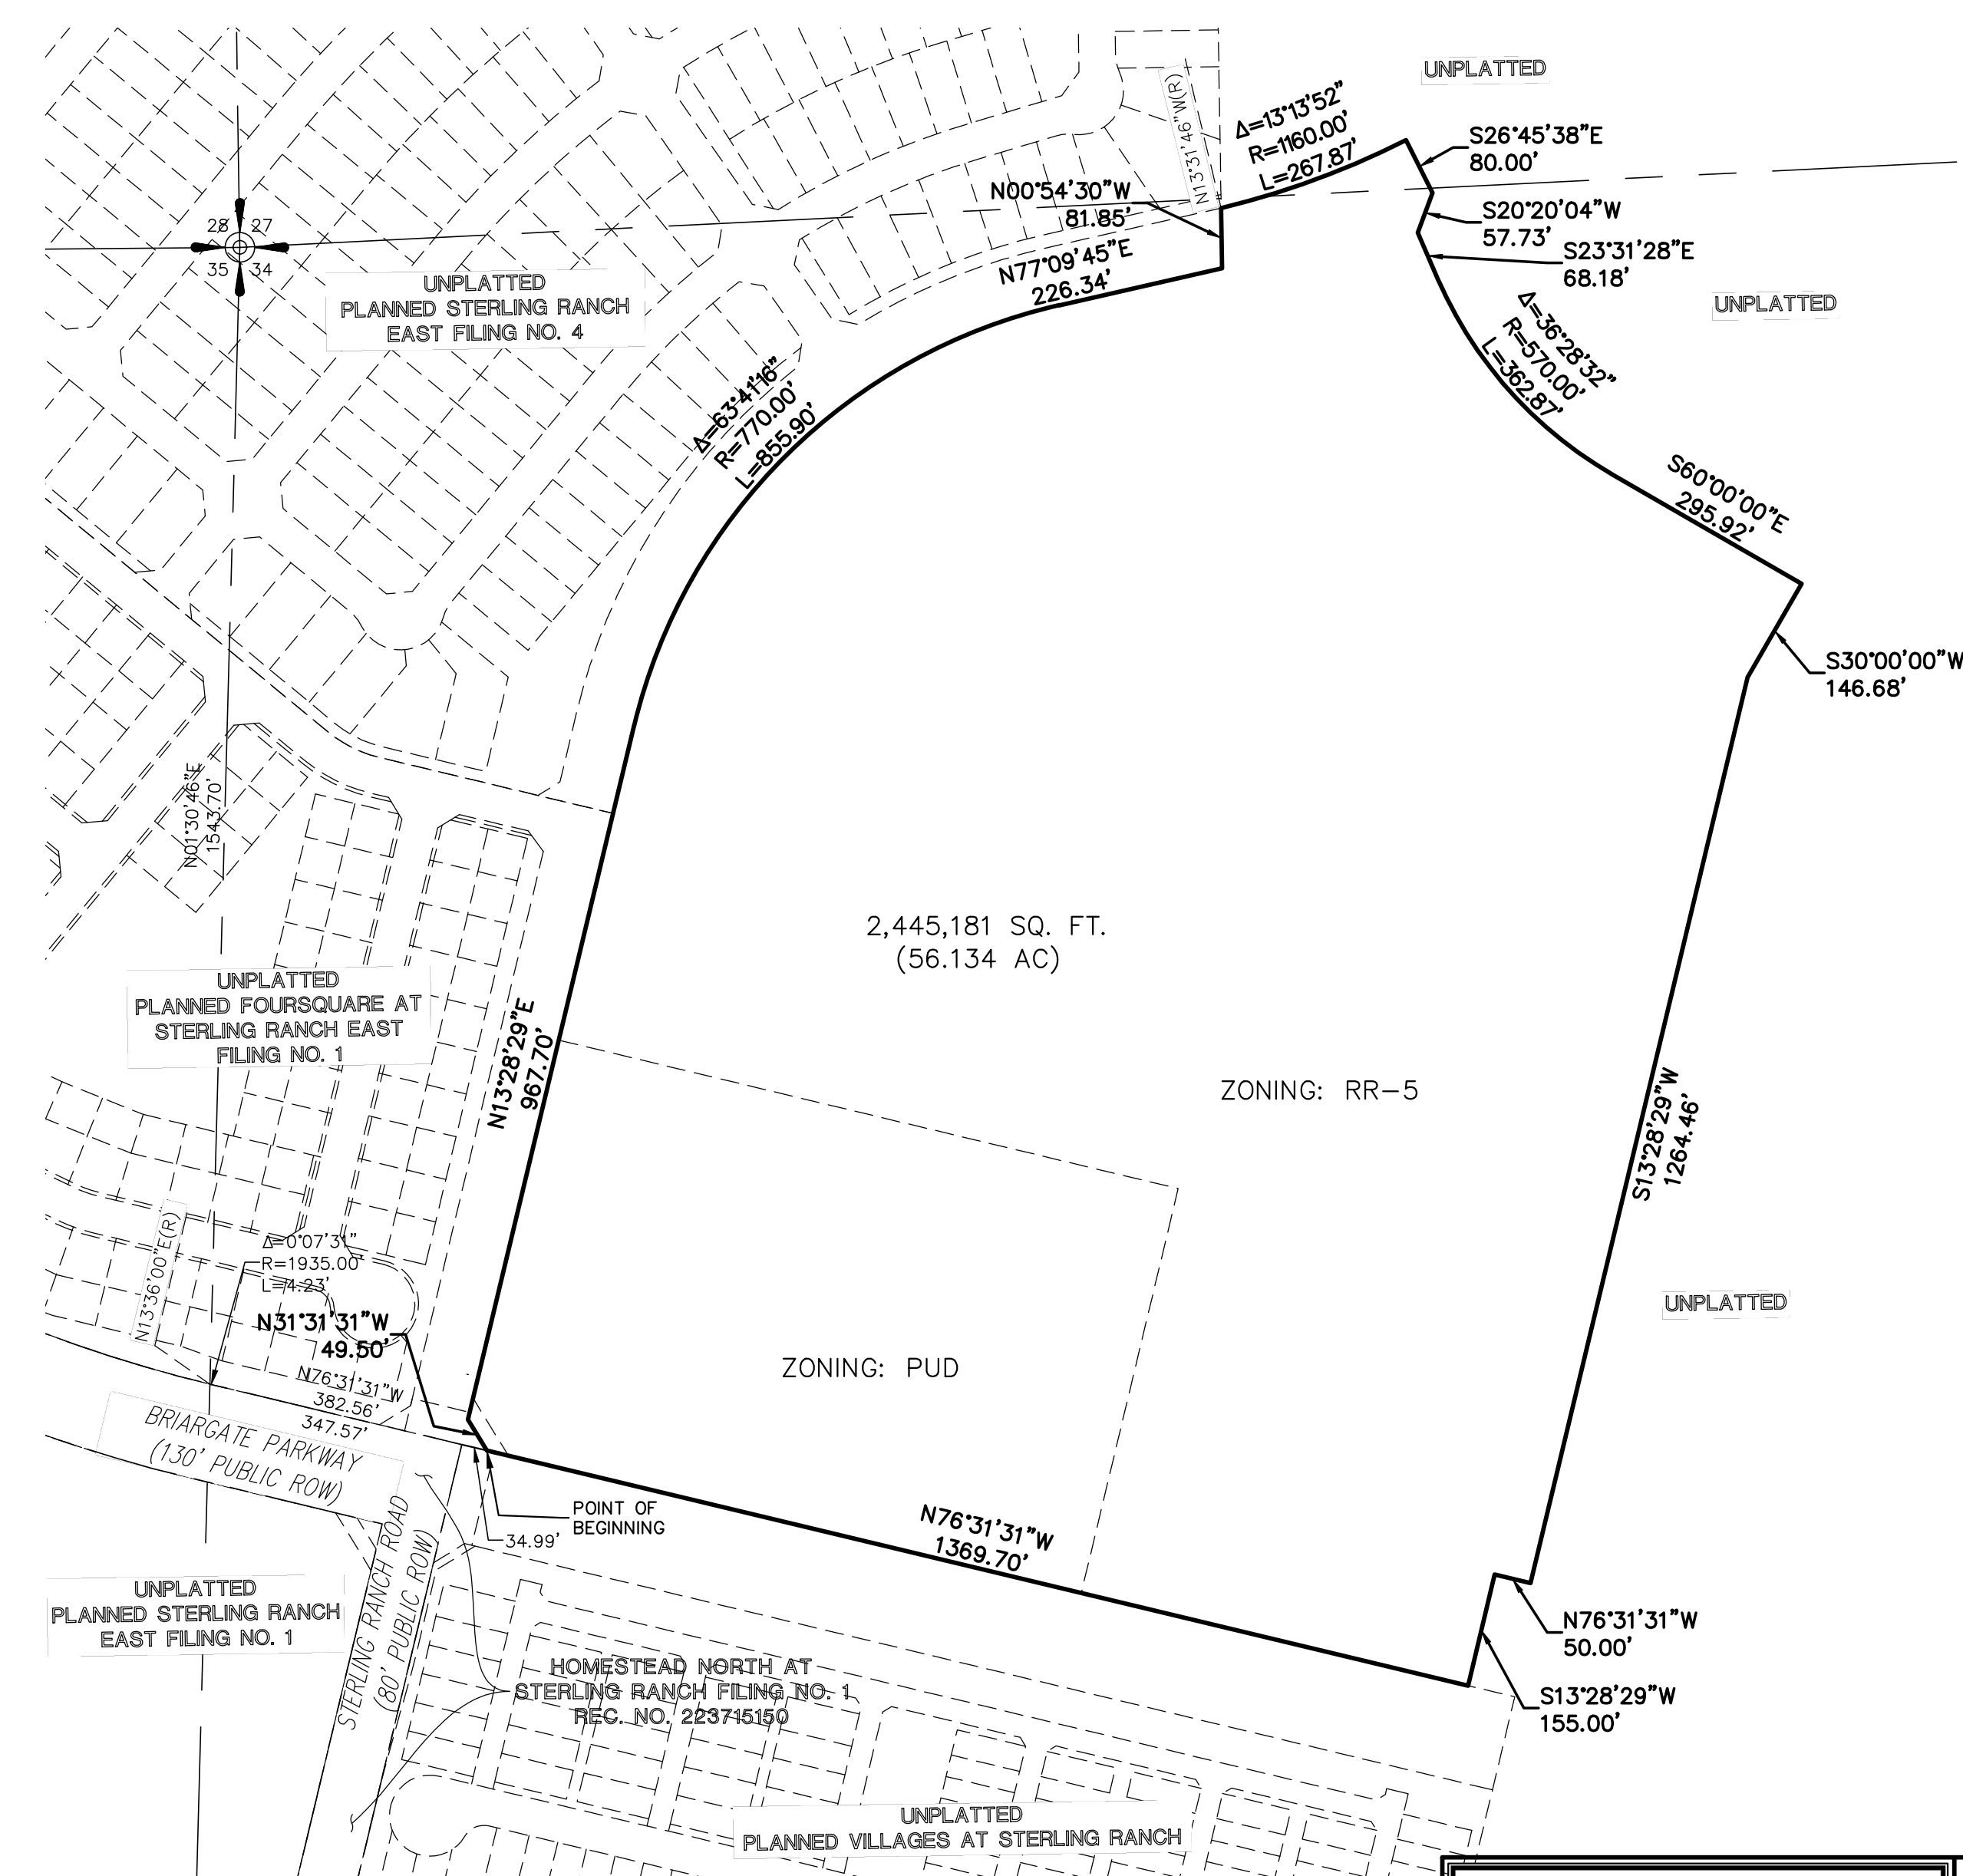 UNPLATTED
Δ=13°13'52"
R=1160.00'
L=267.87'
N13°31'46"W(R)
S26°45'38"E
80.00'
N00°54'30"W
81.85'
S20°20'04"W
57.73'
28 27
35 34
N77°09'45"E
226.34'
S23°31'28"E
68.18'
UNPLATTED
PLANNED STERLING RANCH
EAST FILING NO. 4
UNPLATTED
Δ=36°28'32"
R=570.00'
L=362.87'
Δ=63°41'16"
R=770.00'
L=855.90'
S60°00'00"E
295.92'
S30°00'00"W
146.68'
N01°30'46"E
1543.70'
2,445,181 SQ. FT.
(56.134 AC)
UNPLATTED
PLANNED FOURSQUARE AT
STERLING RANCH EAST
FILING NO. 1
N13°28'29"E
967.70'
ZONING: RR-5
S13°28'29"W
1264.46'
N13°36'00"E(R)
Δ=0°07'31"
R=1935.00'
L=4.23'
N31°31'31"W
49.50'
UNPLATTED
ZONING: PUD
N76°31'31"W
382.56'
347.57'
BRIARGATE PARKWAY
(130' PUBLIC ROW)
POINT OF
BEGINNING
34.99'
N76°31'31"W
1369.70'
STERLING RANCH ROAD
(80' PUBLIC ROW)
UNPLATTED
PLANNED STERLING RANCH
EAST FILING NO. 1
N76°31'31"W
50.00'
HOMESTEAD NORTH AT
STERLING RANCH FILING NO. 1
REC. NO. 223715150
S13°28'29"W
155.00'
UNPLATTED
PLANNED VILLAGES AT STERLING RANCH